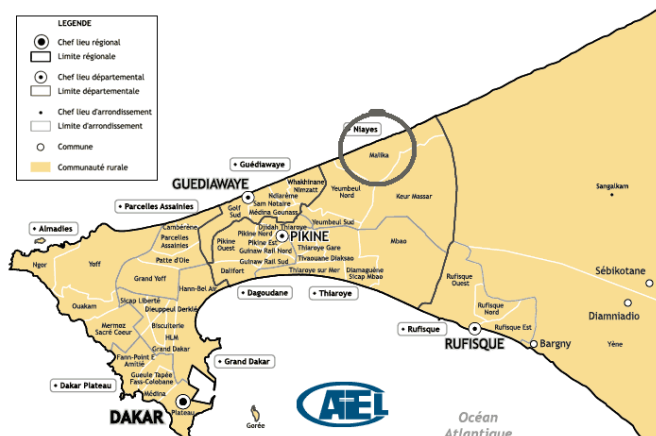 LEGENDE
Chef lieu régional
Limite régionale
Chef lieu départemental
Limite départementale
Chef lieu d'arrondissement
Limite d'arrondissement
Commune
Communauté rurale
Niayes
Malika
Guédiawaye
GUEDIAWAYE
Whakhinane
Nimzatt
Ndiarème
Sam Notaire
Golf
Sud
Médina Gounass
Yeumbeul
Nord
Keur Massar
Sangalkam
Parcelles Assainies
Cambérène
Parcelles
Assainies
Almadies
Ngor
Yoff
Patte d'Oie
Grand Yoff
Yeumbeul Sud
Djidah Thiaroye
PIKINE
Pikine Nord
Pikine
Ouest
Pikine Est
Guinaw Rail Nord
Guinaw Rail Sud
Dalifort
Thiaroye Gare
Tivaouane Diaksao
Thiaroye sur Mer
Diamaguène
Sicap Mbao
Mbao
Hann-Bel Air
Dagoudane
Thiaroye
Ouakam
Sicap Liberté
Dieuppeul Derklé
Mermoz
Sacré Coeur
Biscuiterie
HLM
Grand Dakar
Fann-Point E
Amitié
Gueule Tapée
Fass-Colobane
Médina
Grand Dakar
Dakar Plateau
DAKAR
Plateau
Gorée
Rufisque
Ouest
Rufisque
Nord
Rufisque Est
Rufisque
RUFISQUE
Bargny
Sébikotane
Diamniadio
Yène
AIEL
Océan
Atlantique